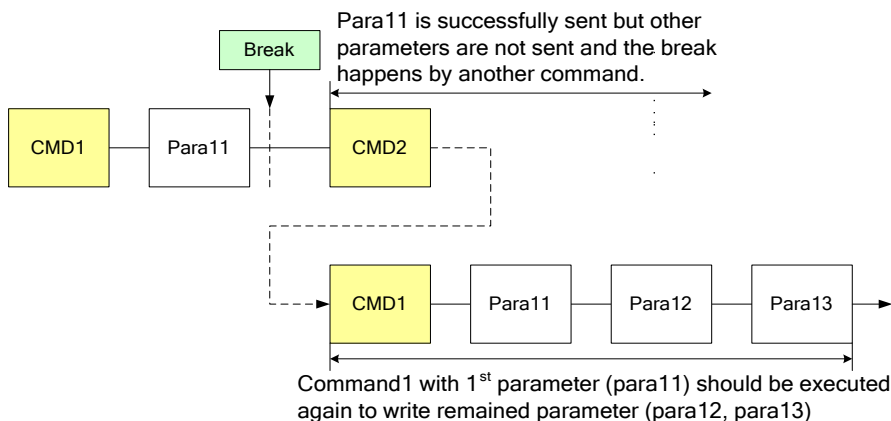 Para11 is successfully sent but other
parameters are not sent and the break
happens by another command.
Break
CMD1
Para11
CMD2
CMD1
Para11
Para12
Para13
Command1 with 1st parameter (para11) should be executed
again to write remained parameter (para12, para13)